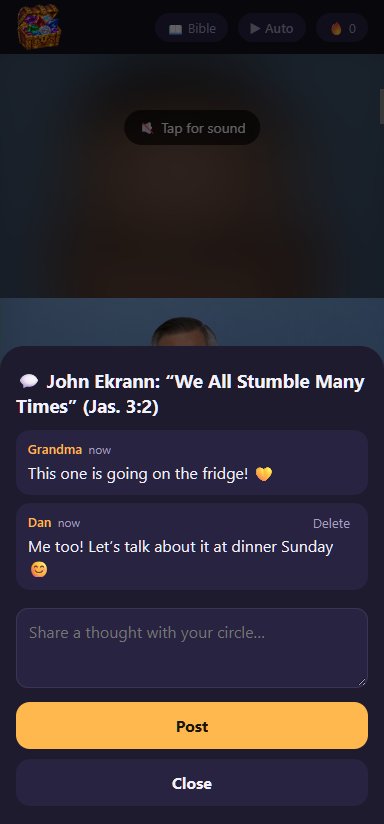 📖 Bible
▶ Auto
🔥 0
🔇 Tap for sound
💬 John Ekrann: “We All Stumble Many
Times” (Jas. 3:2)
Grandma now
This one is going on the fridge! 💛
Dan now
Delete
Me too! Let’s talk about it at dinner Sunday
😊
Share a thought with your circle…
Post
Close